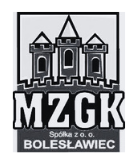 MZGK
Spółka z o. o.
BOLESŁAWIEC